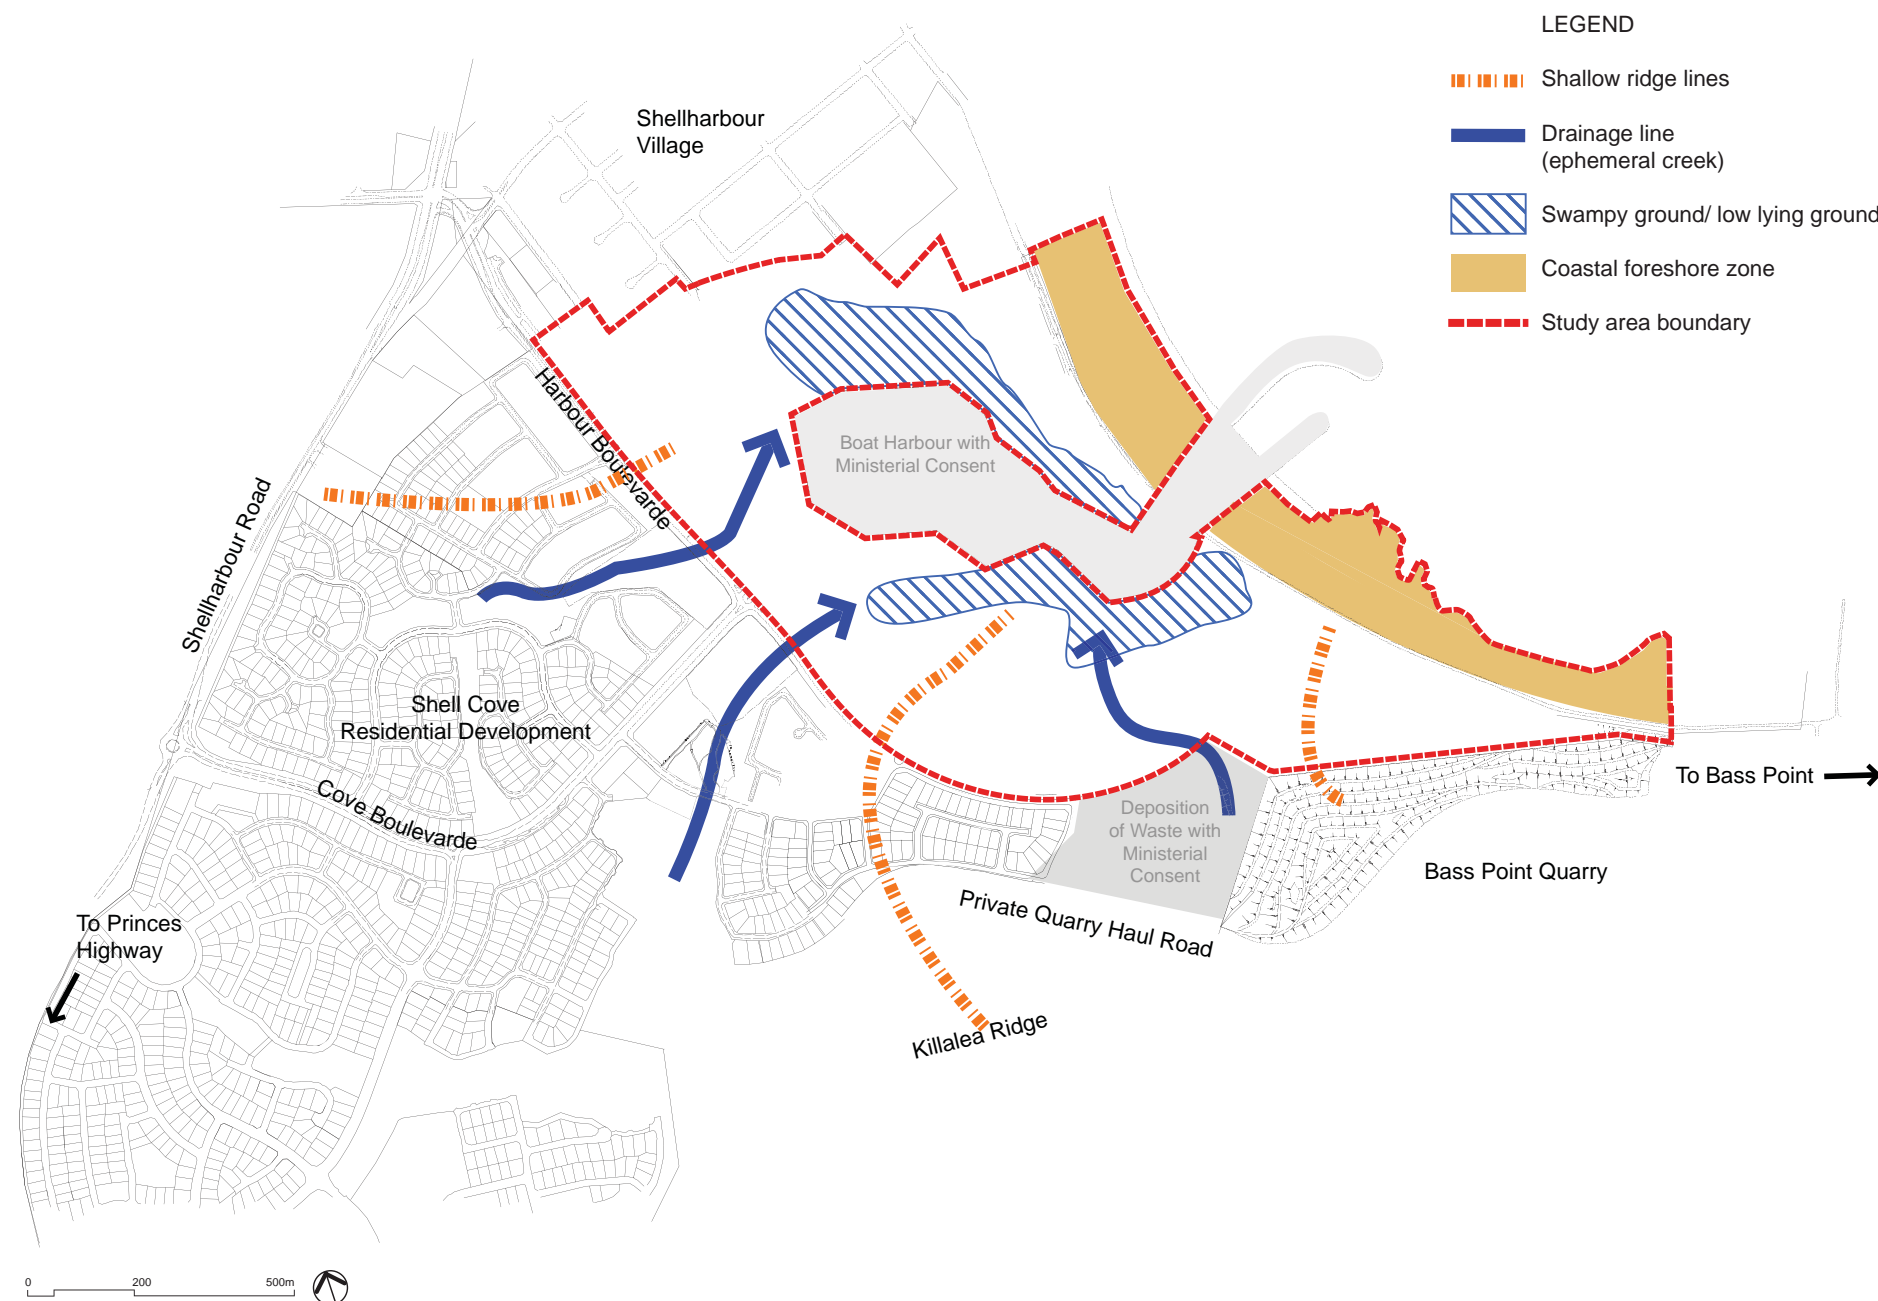 LEGEND
Shallow ridge lines
Drainage line
(ephemeral creek)
Swampy ground/ low lying ground
Coastal foreshore zone
Study area boundary
Shellharbour
Village
Harbour Boulevarde
Boat Harbour with
Ministerial Consent
Shellharbour Road
Shell Cove
Residential Development
Cove Boulevarde
To Bass Point
Deposition
of Waste with
Ministerial
Consent
Bass Point Quarry
Private Quarry Haul Road
To Princes
Highway
Killalea Ridge
0 200 500m